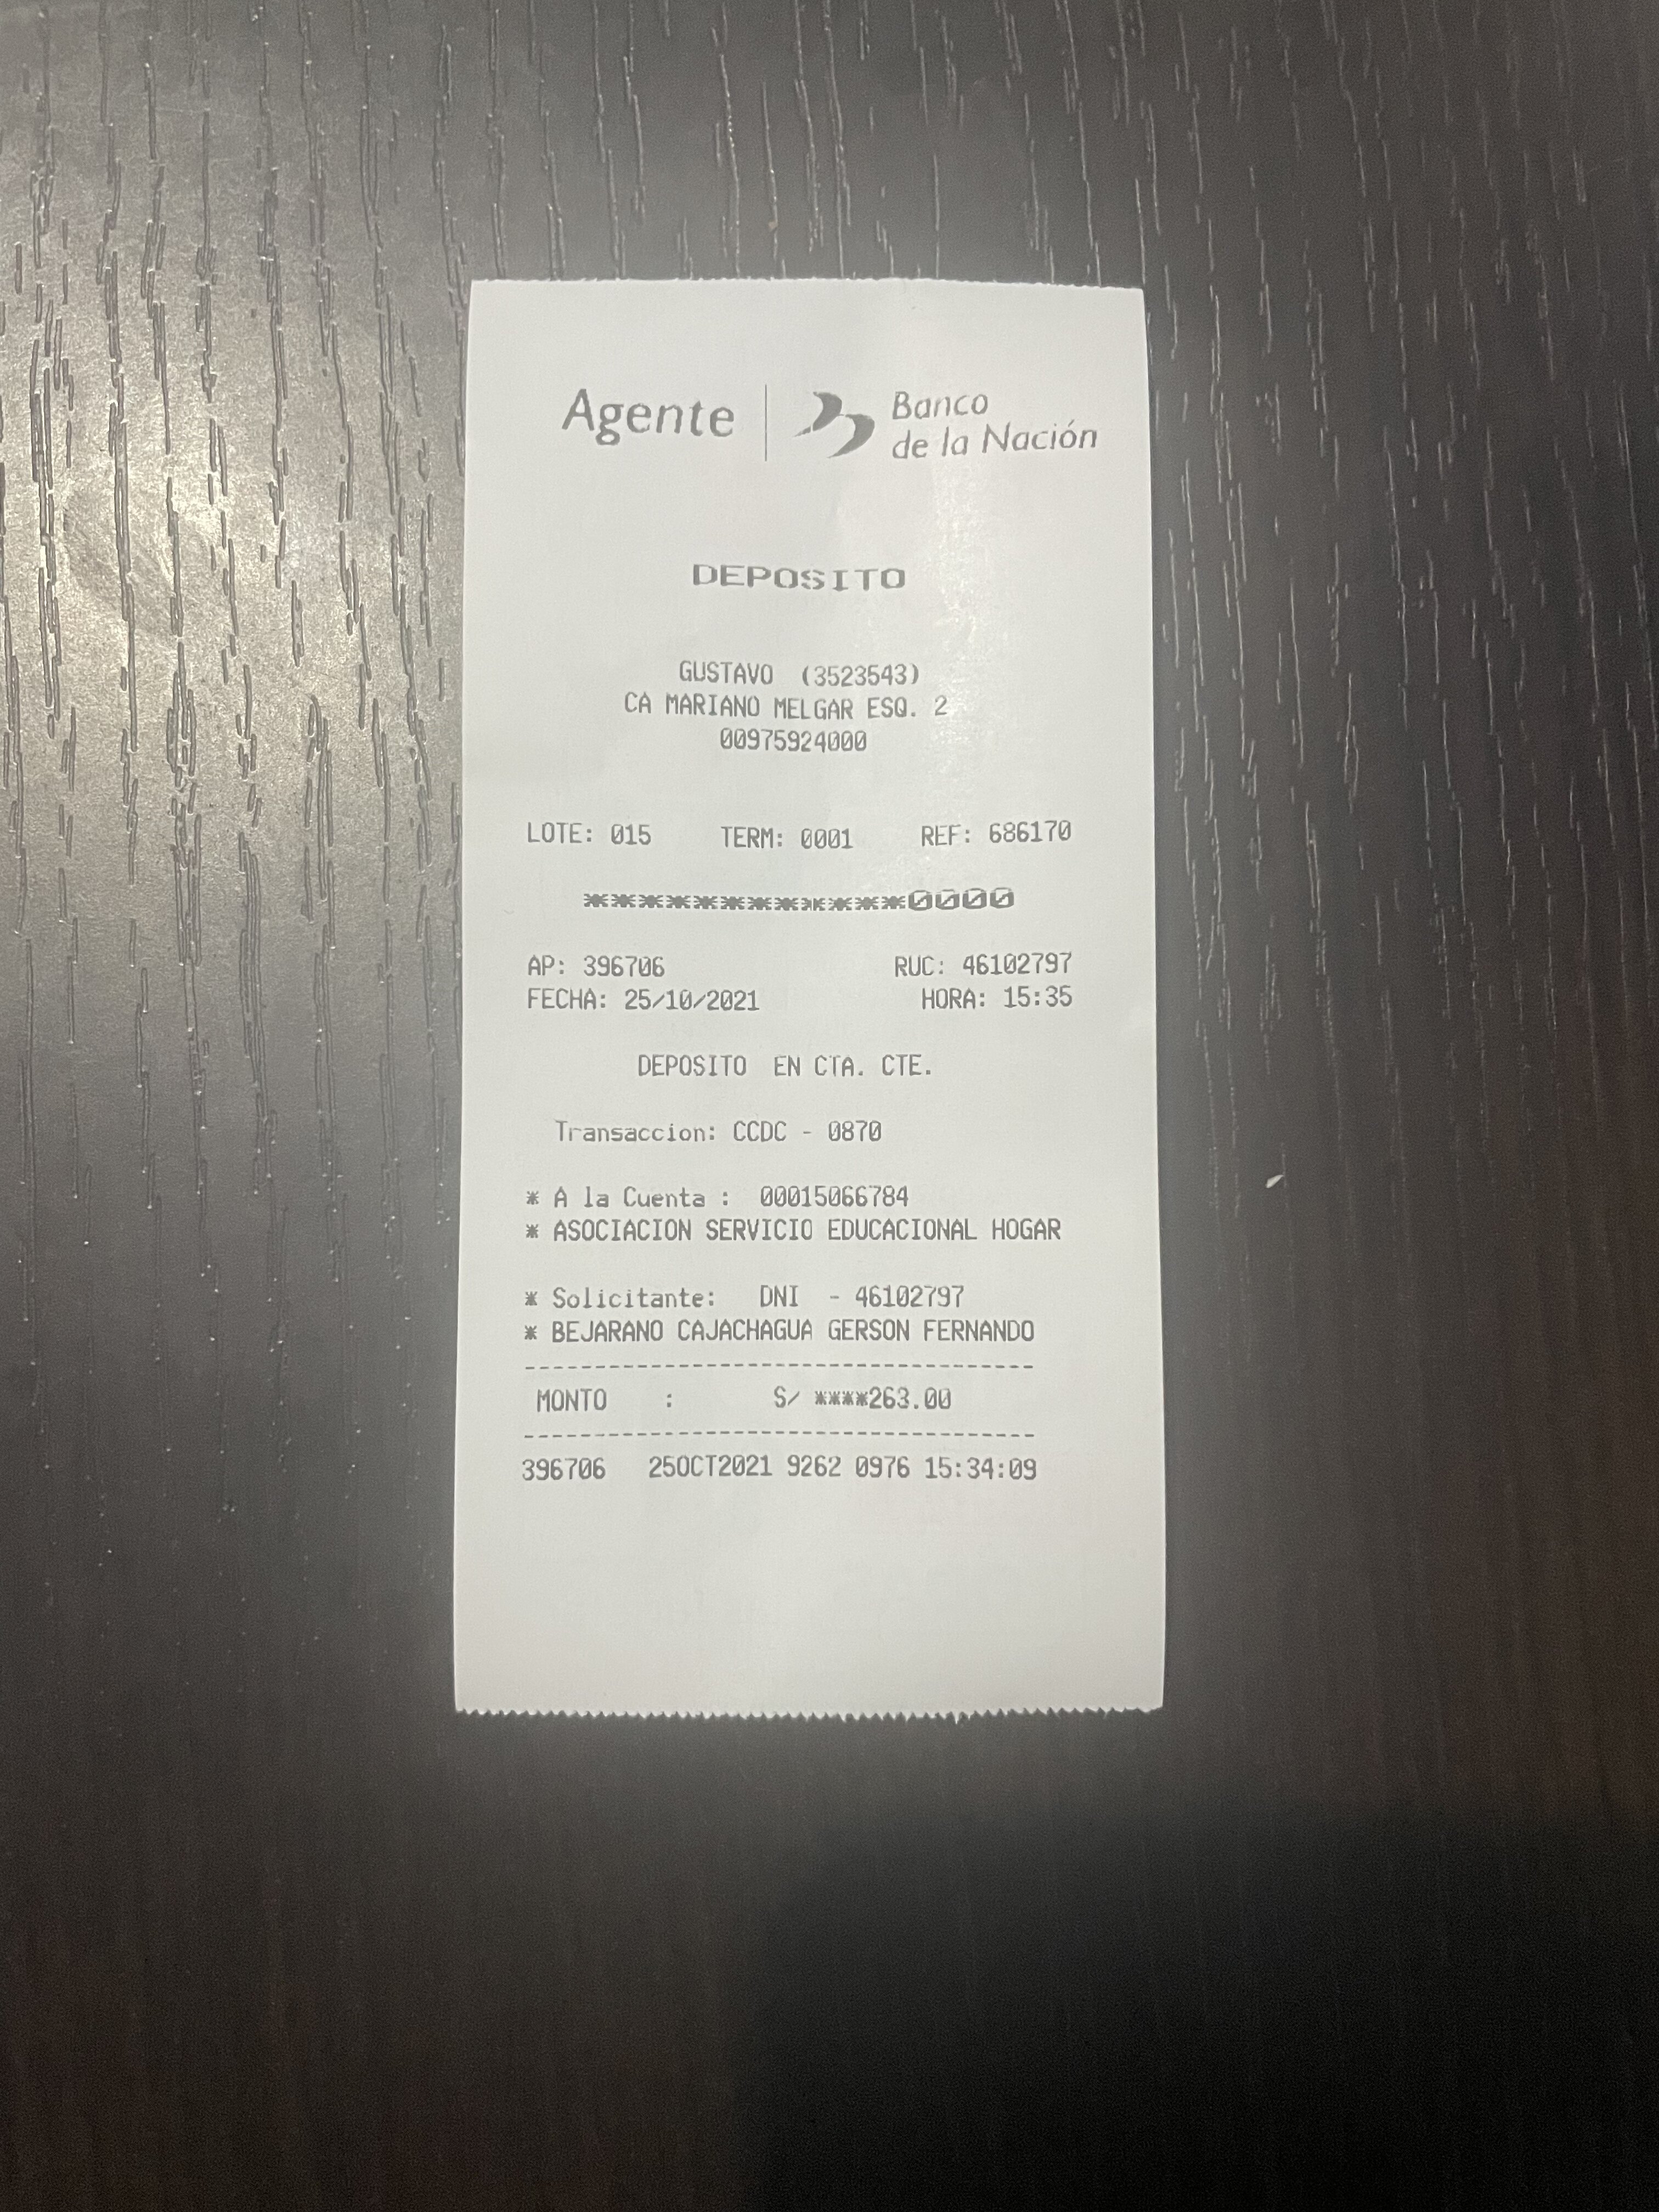 Agente | Banco
de la Nación
DEPOSITO
GUSTAVO (3523543)
CA MARIANO MELGAR ESQ. 2
00975924000
LOTE: 015 TERM: 0001 REF: 686170
************0000
AP: 396706 RUC: 46102797
FECHA: 25/10/2021 HORA: 15:35
DEPOSITO EN CTA. CTE.
Transaccion: CCDC - 0870
* A la Cuenta : 00015066784
* ASOCIACION SERVICIO EDUCACIONAL HOGAR
* Solicitante: DNI - 46102797
* BEJARANO CAJACHAGUA GERSON FERNANDO
-------------------------------------
MONTO : S/ ****263.00
-------------------------------------
396706 25OCT2021 9262 0976 15:34:09